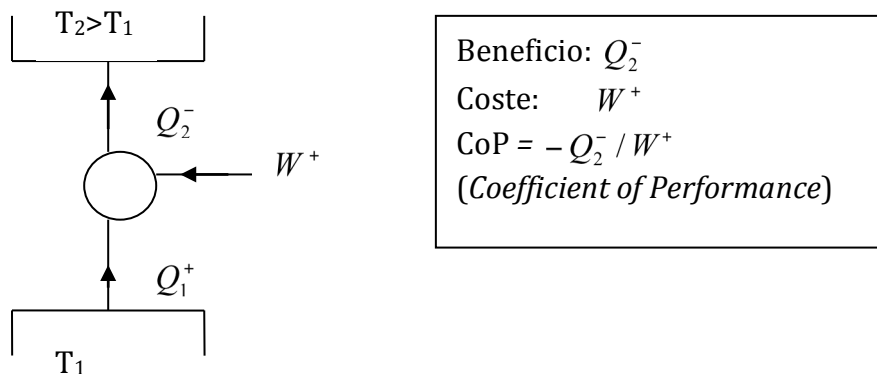 T₂>T₁
Q₂⁻
W⁺
Q₁⁺
T₁
Beneficio: Q₂⁻
Coste: W⁺
CoP = −Q₂⁻ / W⁺
(Coefficient of Performance)